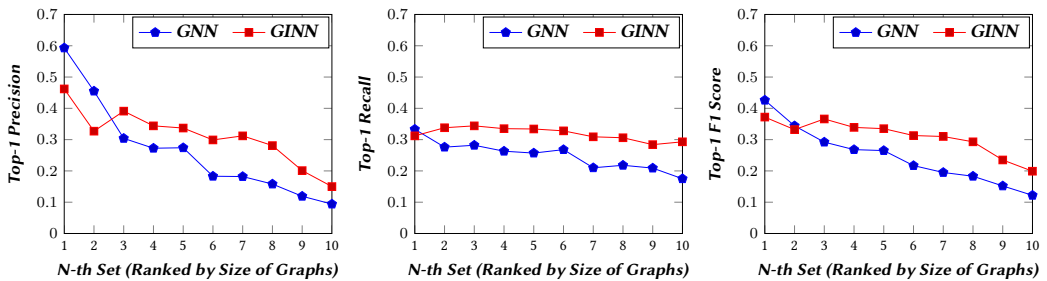 GNN GINN
Top-1 Precision
0.7
0.6
0.5
0.4
0.3
0.2
0.1
0
1 2 3 4 5 6 7 8 9 10
N-th Set (Ranked by Size of Graphs)
GNN GINN
Top-1 Recall
0.7
0.6
0.5
0.4
0.3
0.2
0.1
0
1 2 3 4 5 6 7 8 9 10
N-th Set (Ranked by Size of Graphs)
GNN GINN
Top-1 F1 Score
0.7
0.6
0.5
0.4
0.3
0.2
0.1
0
1 2 3 4 5 6 7 8 9 10
N-th Set (Ranked by Size of Graphs)